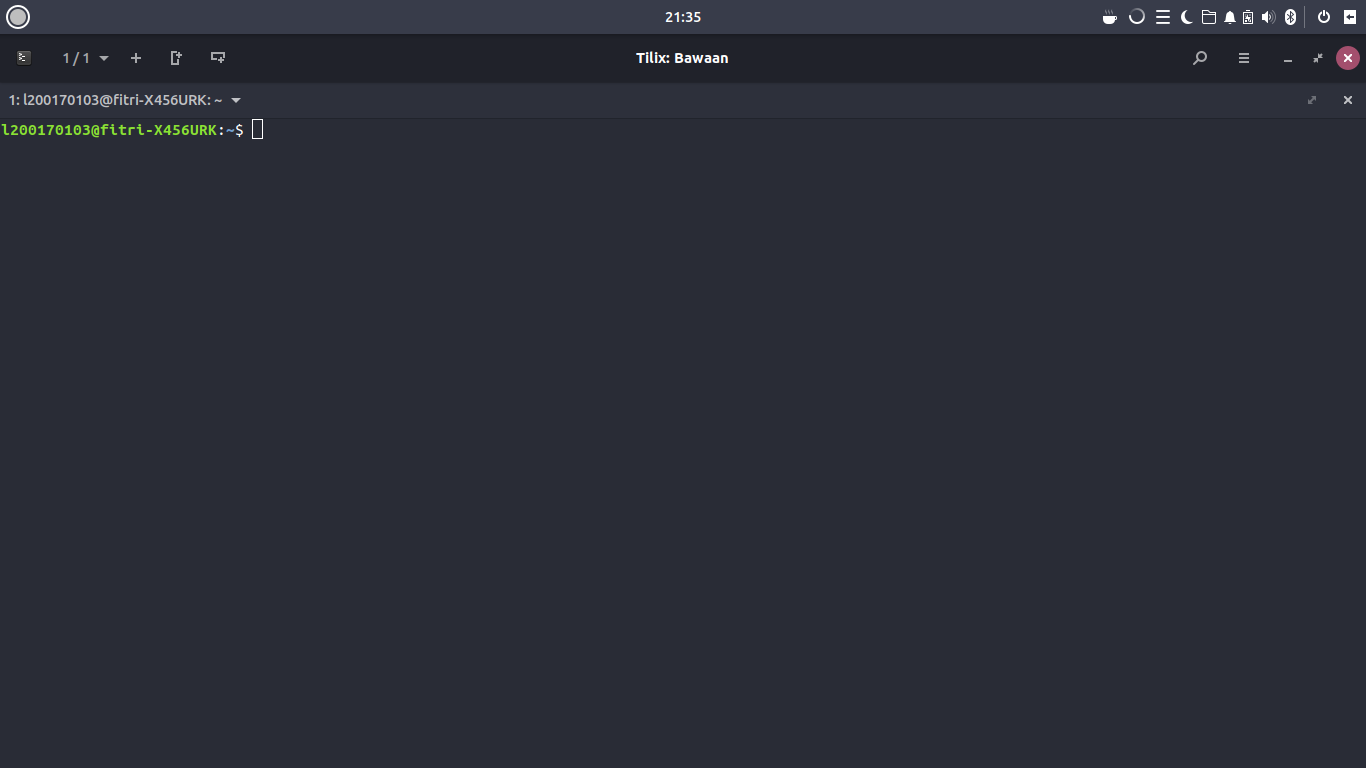 21:35
1 / 1
Tilix: Bawaan
1: l200170103@fitri-X456URK: ~
l200170103@fitri-X456URK:~$